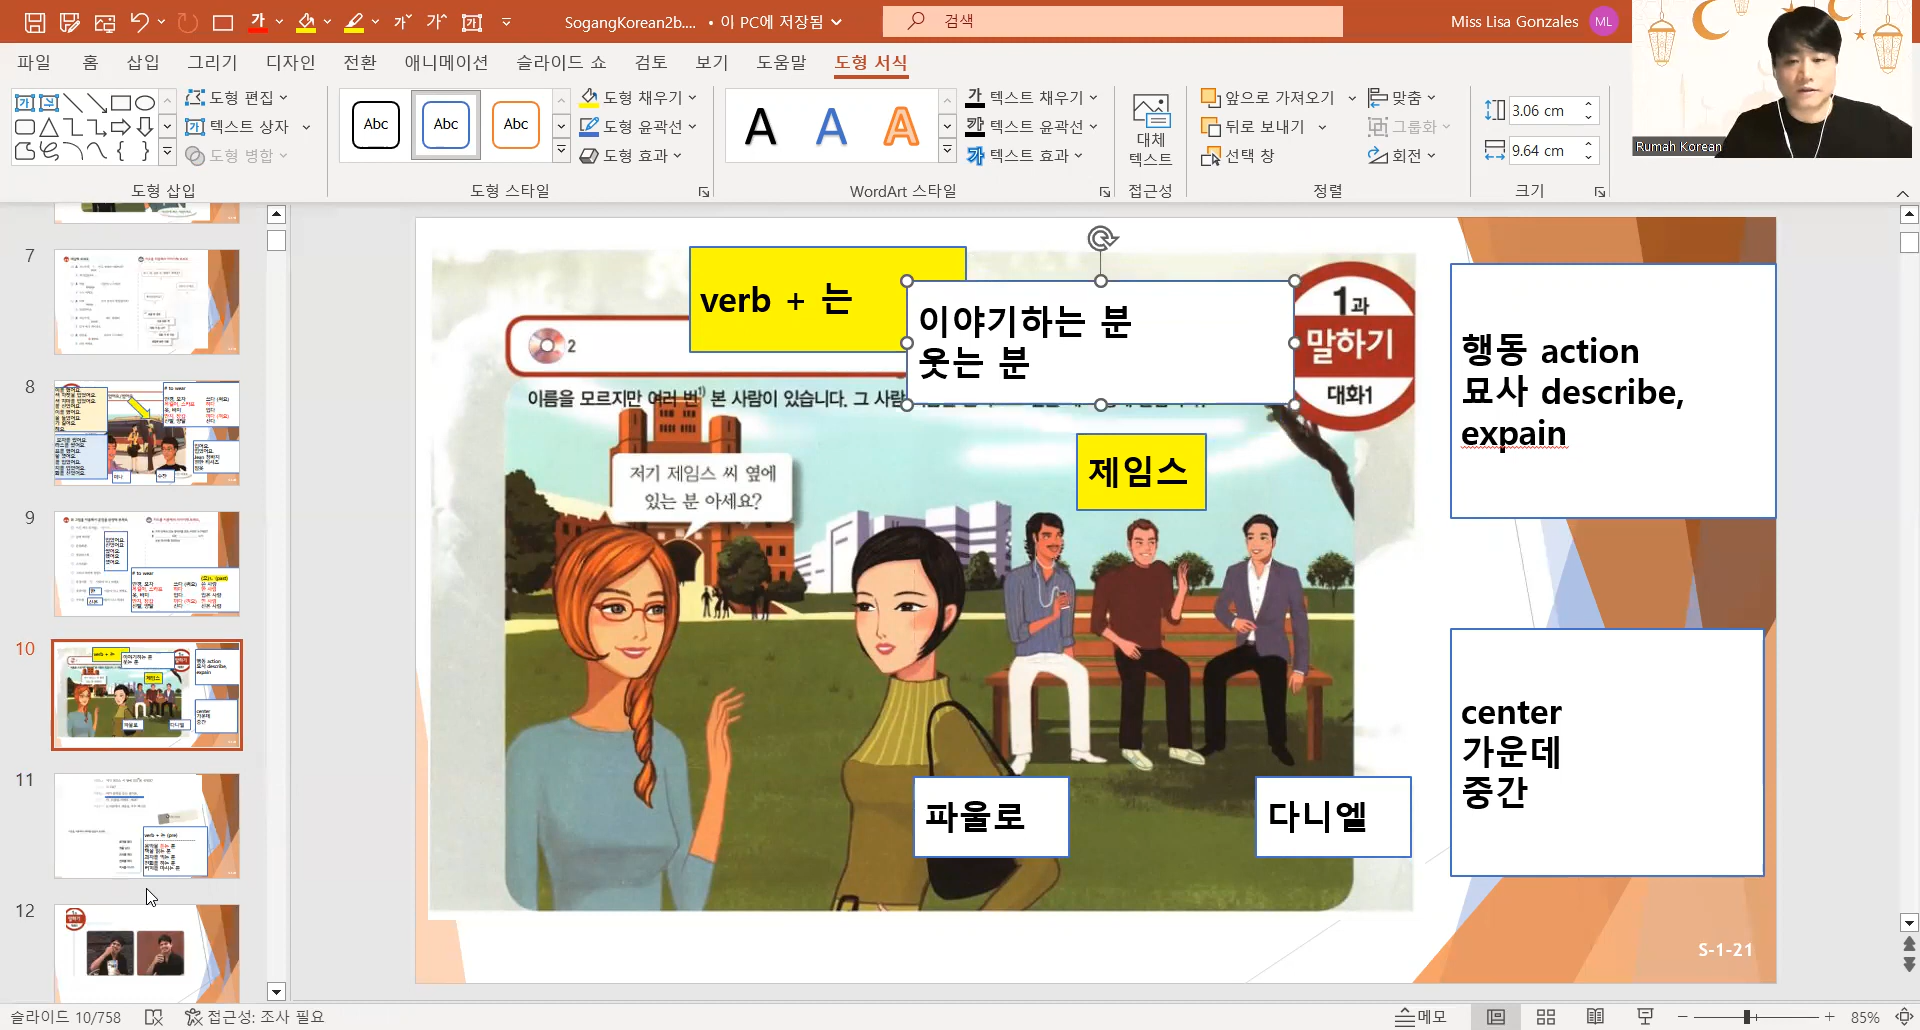 SogangKorean2b.... • 이 PC에 저장됨
검색
Miss Lisa Gonzales
ML
파일 홈 삽입 그리기 디자인 전환 애니메이션 슬라이드 쇼 검토 보기 도움말 도형 서식
도형 편집
텍스트 상자
도형 병합
도형 삽입
Abc Abc Abc
도형 채우기
도형 윤곽선
도형 효과
도형 스타일
A A A
텍스트 채우기
텍스트 윤곽선
텍스트 효과
WordArt 스타일
대체
텍스트
접근성
앞으로 가져오기
뒤로 보내기
선택 창
맞춤
그룹화
회전
정렬
3.06 cm
9.64 cm
크기
Rumah Korean
7
8
9
10
11
12
verb + 는
이야기하는 분
웃는 분
2
1과
말하기
대화1
이름을 모르지만 여러 번1) 본 사람이 있습니다. 그 사람
저기 제임스 씨 옆에
있는 분 아세요?
제임스
파울로
다니엘
행동 action
묘사 describe,
expain
center
가운데
중간
S-1-21
슬라이드 10/758
접근성: 조사 필요
메모
85%